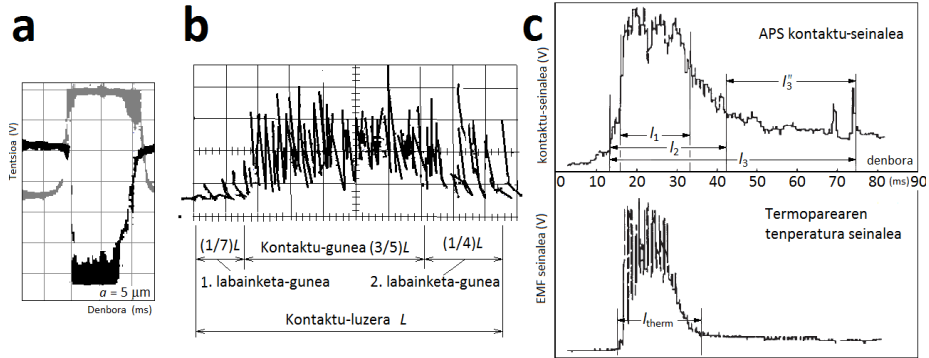 a
Tentsioa (V)
a = 5 µm
Denbora (ms)
b
(1/7)L
Kontaktu-gunea (3/5)L
(1/4)L
1. labainketa-gunea
2. labainketa-gunea
Kontaktu-luzera L
c
kontaktu-seinalea (V)
APS kontaktu-seinalea
l₃″
l₁
l₂
l₃
denbora
0 10 20 30 40 50 60 70 80 (ms) 90
EMF seinalea (V)
Termoparearen
tenperatura seinalea
l_therm